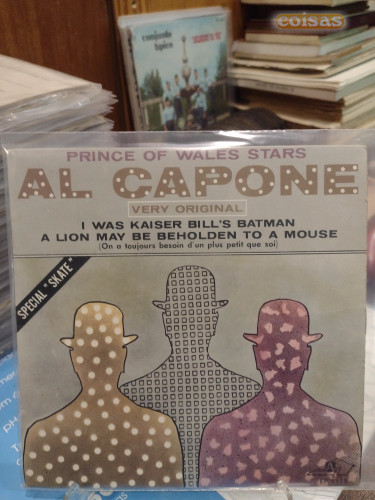 coisas
PRINCE OF WALES STARS
AL CAPONE
VERY ORIGINAL
I WAS KAISER BILL'S BATMAN
A LION MAY BE BEHOLDEN TO A MOUSE
(On a toujours besoin d'un plus petit que soi)
SPECIAL "SKATE"